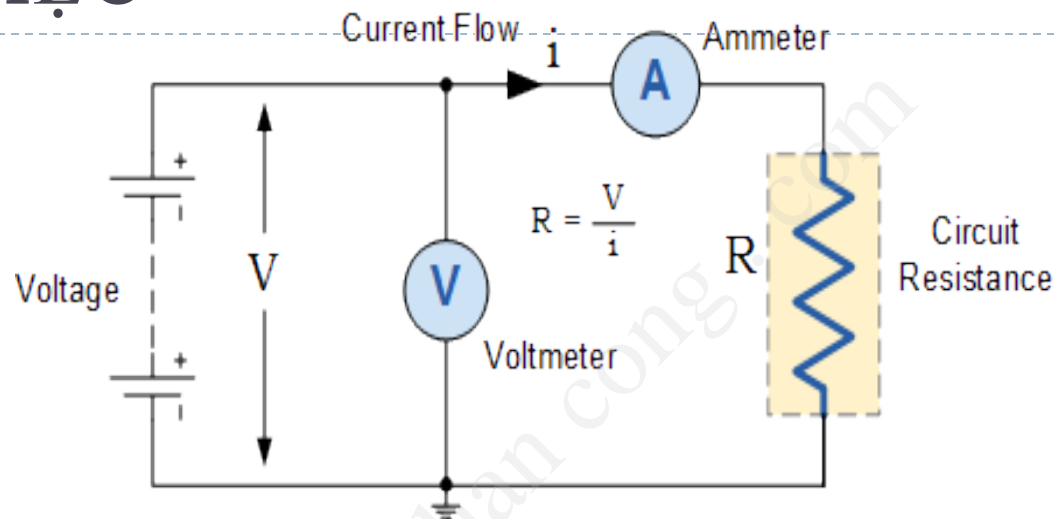 Current Flow
i
Ammeter
A
+
V
R = V / i
Circuit
Resistance
R
Voltage
V
Voltmeter
+